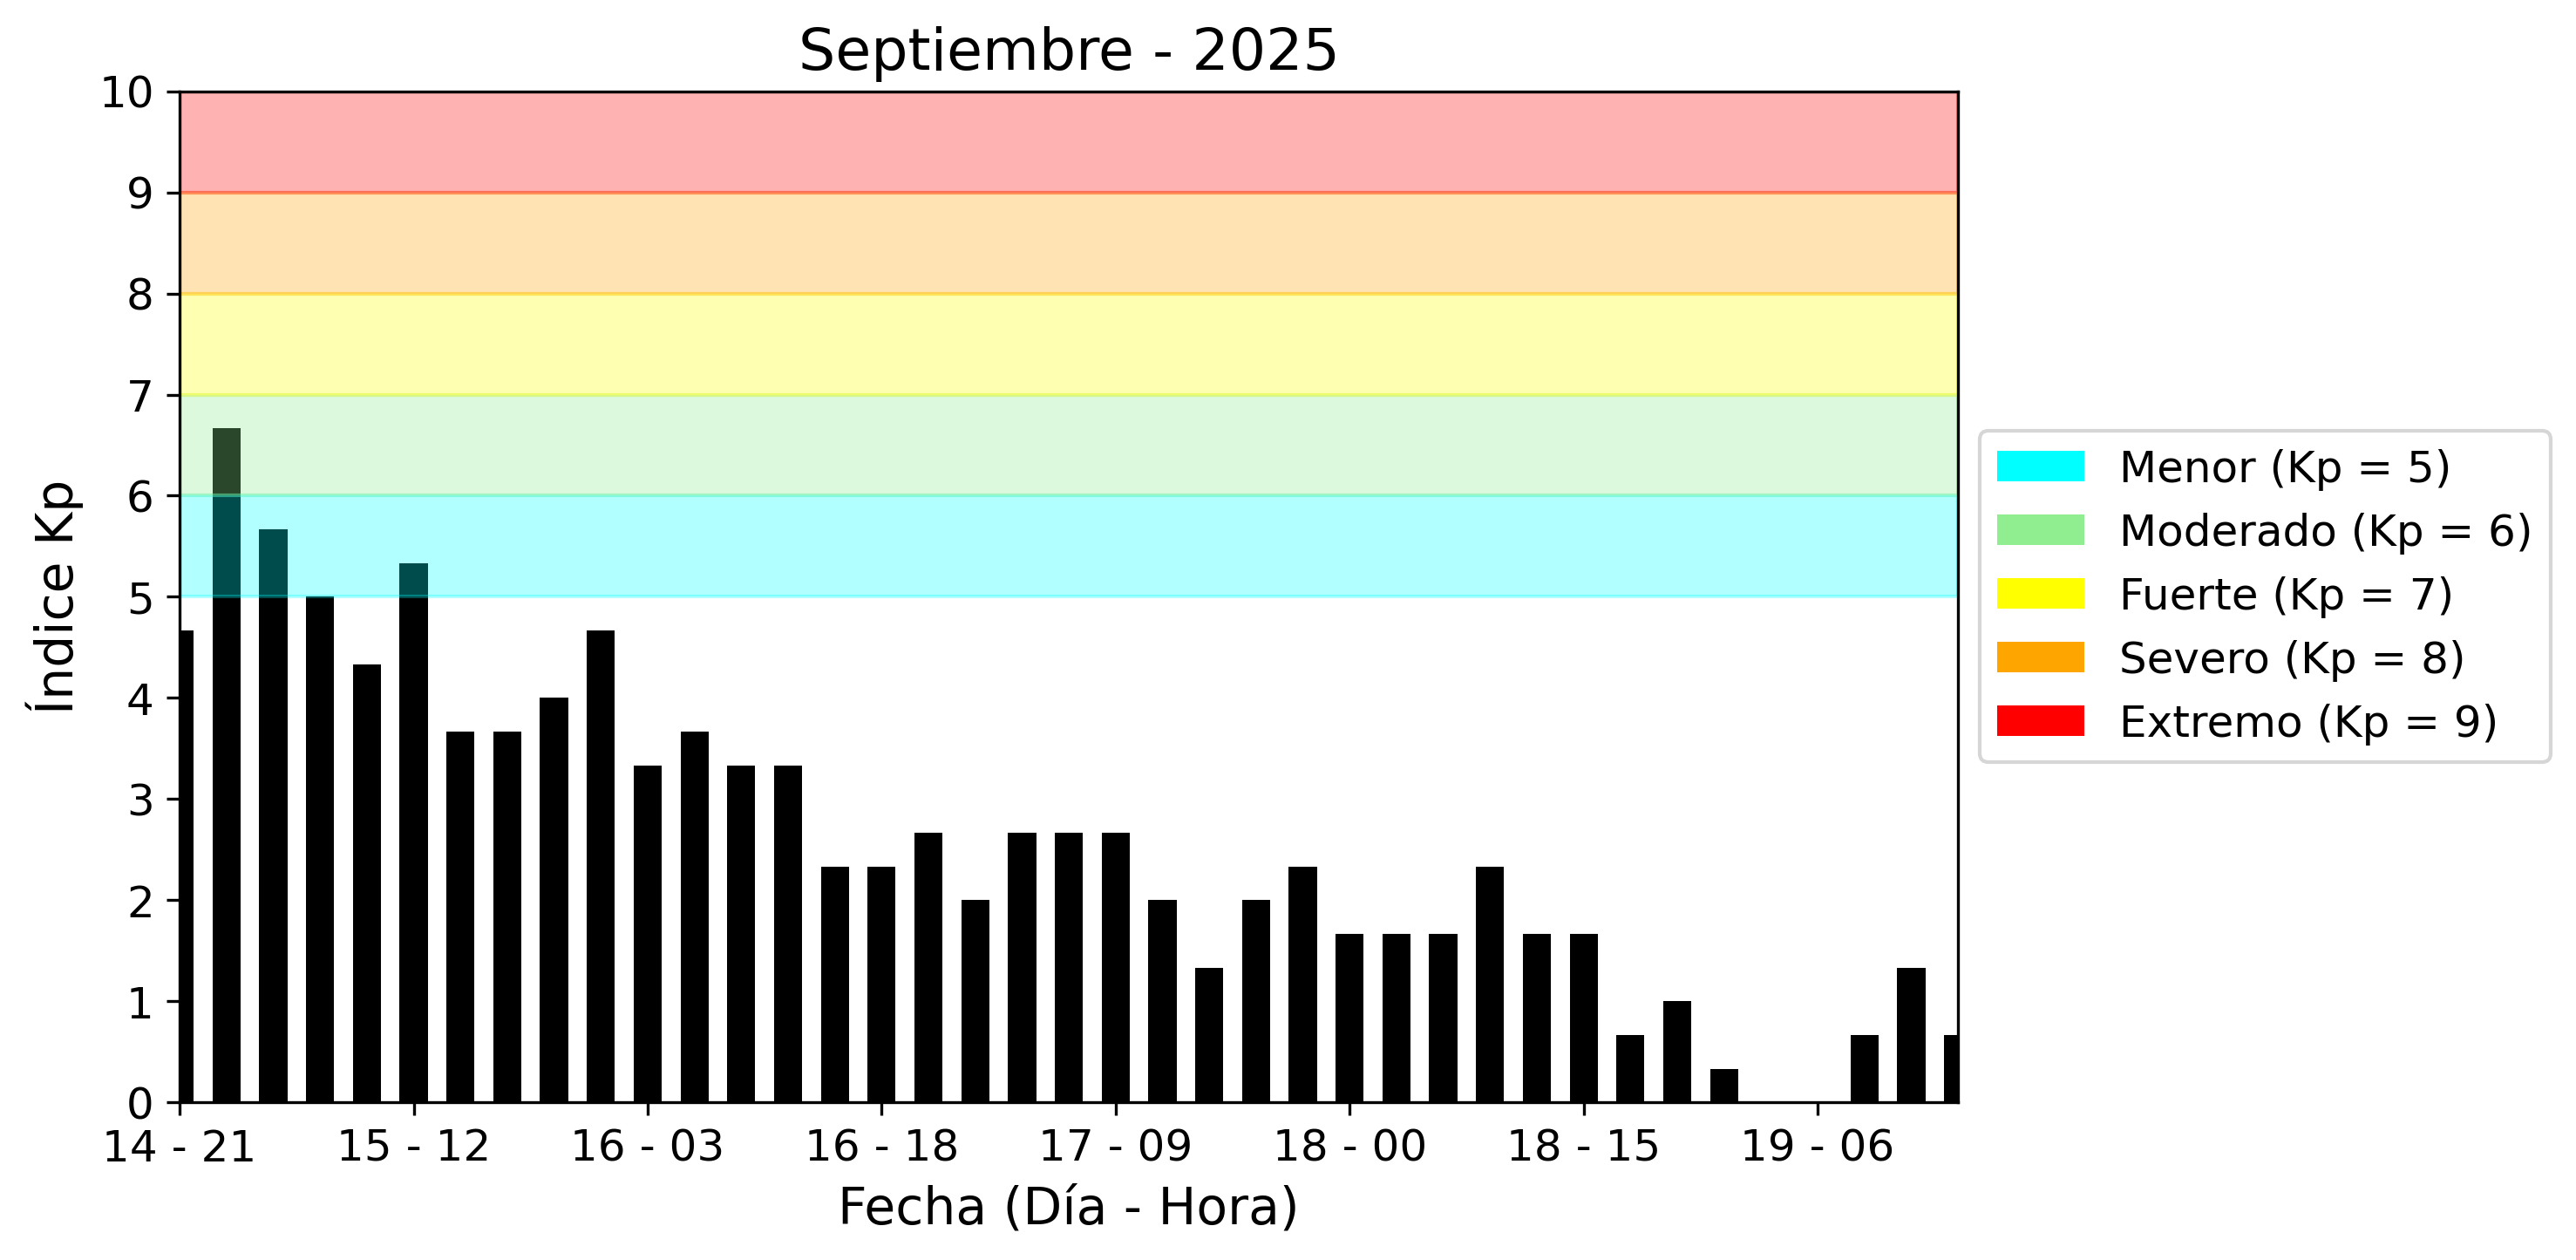 Septiembre - 2025
10
9
8
7
6
5
4
3
2
1
0
Índice Kp
14 - 21
15 - 12
16 - 03
16 - 18
17 - 09
18 - 00
18 - 15
19 - 06
Fecha (Día - Hora)
Menor (Kp = 5)
Moderado (Kp = 6)
Fuerte (Kp = 7)
Severo (Kp = 8)
Extremo (Kp = 9)